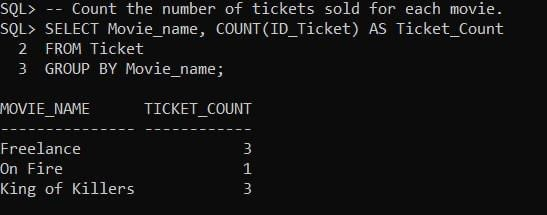 SQL> -- Count the number of tickets sold for each movie.
SQL> SELECT Movie_name, COUNT(ID_Ticket) AS Ticket_Count
  2  FROM Ticket
  3  GROUP BY Movie_name;

MOVIE_NAME      TICKET_COUNT
--------------- ------------
Freelance                  3
On Fire                    1
King of Killers            3